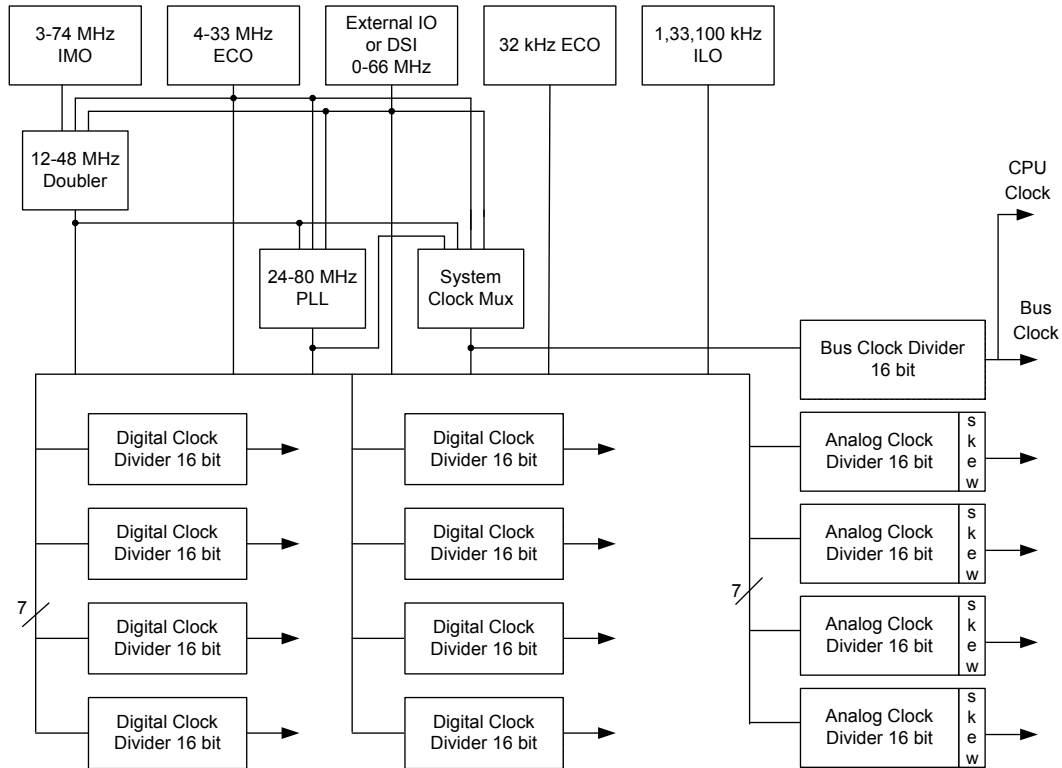 3-74 MHz
IMO
4-33 MHz
ECO
External IO
or DSI
0-66 MHz
32 kHz ECO
1,33,100 kHz
ILO
12-48 MHz
Doubler
CPU
Clock
24-80 MHz
PLL
System
Clock Mux
Bus
Clock
Bus Clock Divider
16 bit
Digital Clock
Divider 16 bit
Digital Clock
Divider 16 bit
Analog Clock
Divider 16 bit
s
k
e
w
Digital Clock
Divider 16 bit
Digital Clock
Divider 16 bit
Analog Clock
Divider 16 bit
s
k
e
w
7
7
Digital Clock
Divider 16 bit
Digital Clock
Divider 16 bit
Analog Clock
Divider 16 bit
s
k
e
w
Digital Clock
Divider 16 bit
Digital Clock
Divider 16 bit
Analog Clock
Divider 16 bit
s
k
e
w